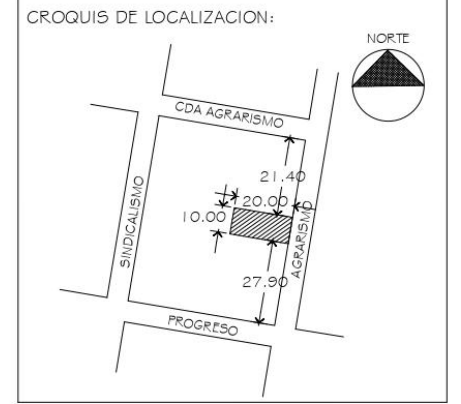 CROQUIS DE LOCALIZACION:
NORTE
CDA AGRARISMO
21.40
20.00
10.00
SINDICALISMO
AGRARISMO
27.90
PROGRESO